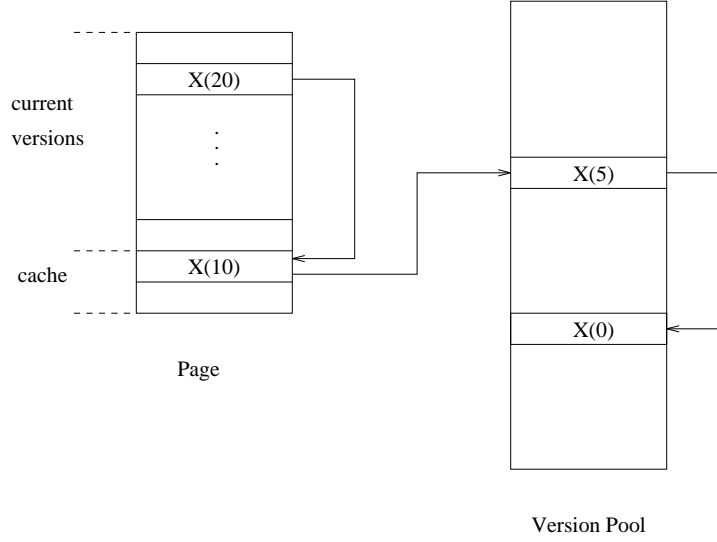 X(20)
current
versions
X(5)
cache
X(10)
X(0)
Page
Version Pool